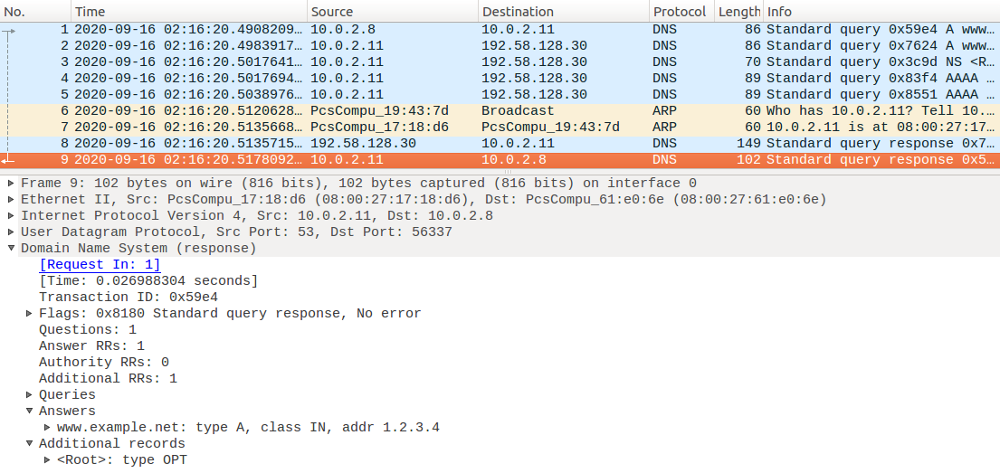 No. Time Source Destination Protocol Length Info
1 2020-09-16 02:16:20.4908209… 10.0.2.8 10.0.2.11 DNS 86 Standard query 0x59e4 A www…
2 2020-09-16 02:16:20.4983917… 10.0.2.11 192.58.128.30 DNS 86 Standard query 0x7624 A www…
3 2020-09-16 02:16:20.5017641… 10.0.2.11 192.58.128.30 DNS 70 Standard query 0x3c9d NS <R…
4 2020-09-16 02:16:20.5017694… 10.0.2.11 192.58.128.30 DNS 89 Standard query 0x83f4 AAAA …
5 2020-09-16 02:16:20.5038976… 10.0.2.11 192.58.128.30 DNS 89 Standard query 0x8551 AAAA …
6 2020-09-16 02:16:20.5120628… PcsCompu_19:43:7d Broadcast ARP 60 Who has 10.0.2.11? Tell 10.…
7 2020-09-16 02:16:20.5135668… PcsCompu_17:18:d6 PcsCompu_19:43:7d ARP 60 10.0.2.11 is at 08:00:27:17…
8 2020-09-16 02:16:20.5135715… 192.58.128.30 10.0.2.11 DNS 149 Standard query response 0x7…
9 2020-09-16 02:16:20.5178092… 10.0.2.11 10.0.2.8 DNS 102 Standard query response 0x5…
Frame 9: 102 bytes on wire (816 bits), 102 bytes captured (816 bits) on interface 0
Ethernet II, Src: PcsCompu_17:18:d6 (08:00:27:17:18:d6), Dst: PcsCompu_61:e0:6e (08:00:27:61:e0:6e)
Internet Protocol Version 4, Src: 10.0.2.11, Dst: 10.0.2.8
User Datagram Protocol, Src Port: 53, Dst Port: 56337
Domain Name System (response)
[Request In: 1]
[Time: 0.026988304 seconds]
Transaction ID: 0x59e4
Flags: 0x8180 Standard query response, No error
Questions: 1
Answer RRs: 1
Authority RRs: 0
Additional RRs: 1
Queries
Answers
www.example.net: type A, class IN, addr 1.2.3.4
Additional records
<Root>: type OPT